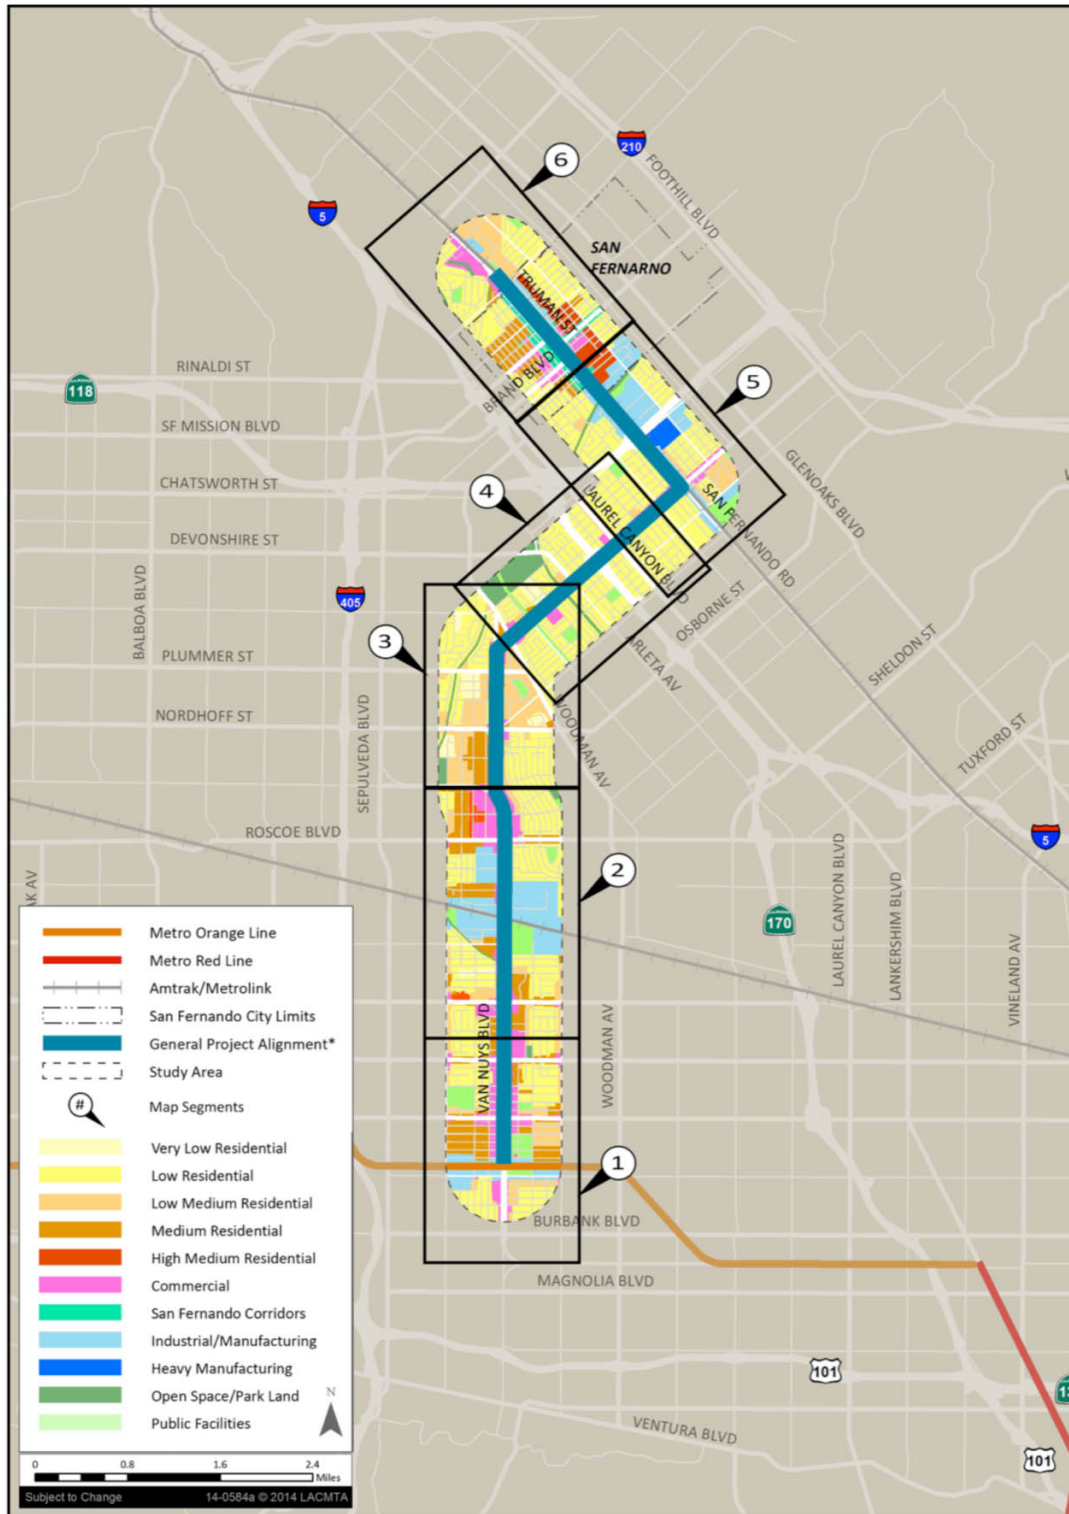 6
210
FOOTHILL BLVD
5
SAN
FERNARNO
TRUMAN ST
RINALDI ST
118
BRAND BLVD
5
SF MISSION BLVD
GLENOAKS BLVD
CHATSWORTH ST
4
LAUREL CANYON BLVD
SAN FERNANDO RD
DEVONSHIRE ST
405
BALBOA BLVD
OSBORNE ST
3
ARLETA AV
SHELDON ST
PLUMMER ST
NORDHOFF ST
SEPULVEDA BLVD
WOODMAN AV
TUXFORD ST
ROSCOE BLVD
5
2
LAUREL CANYON BLVD
LANKERSHIM BLVD
AK AV
170
VINELAND AV
VAN NUYS BLVD
WOODMAN AV
1
BURBANK BLVD
MAGNOLIA BLVD
101
VENTURA BLVD
101
Metro Orange Line
Metro Red Line
Amtrak/Metrolink
San Fernando City Limits
General Project Alignment*
Study Area
# Map Segments
Very Low Residential
Low Residential
Low Medium Residential
Medium Residential
High Medium Residential
Commercial
San Fernando Corridors
Industrial/Manufacturing
Heavy Manufacturing
Open Space/Park Land
Public Facilities
N
0 0.8 1.6 2.4
Miles
Subject to Change 14-0584a © 2014 LACMTA